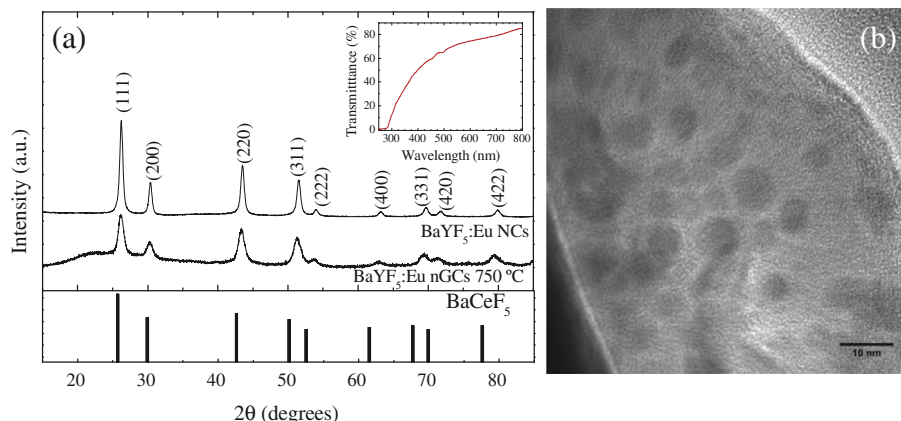 (a)
Intensity (a.u.)
(111)
(200)
(220)
(311)
(222)
(400)
(331)
(420)
(422)
Transmitttance (%)
80
60
40
20
0
300 400 500 600 700 800
Wavelength (nm)
BaYF5:Eu NCs
BaYF5:Eu nGCs 750 ºC
BaCeF5
20 30 40 50 60 70 80
2θ (degrees)
(b)
10 nm